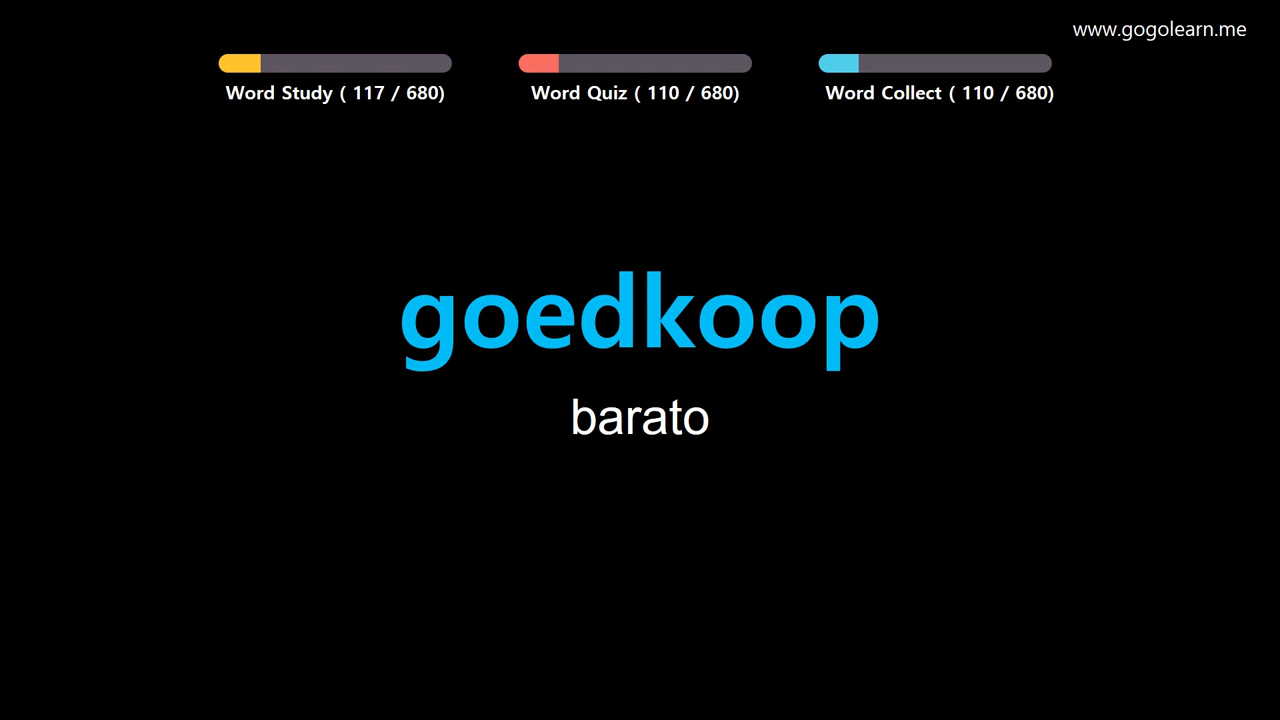 www.gogolearn.me
Word Study ( 117 / 680)
Word Quiz ( 110 / 680)
Word Collect ( 110 / 680)
goedkoop
barato